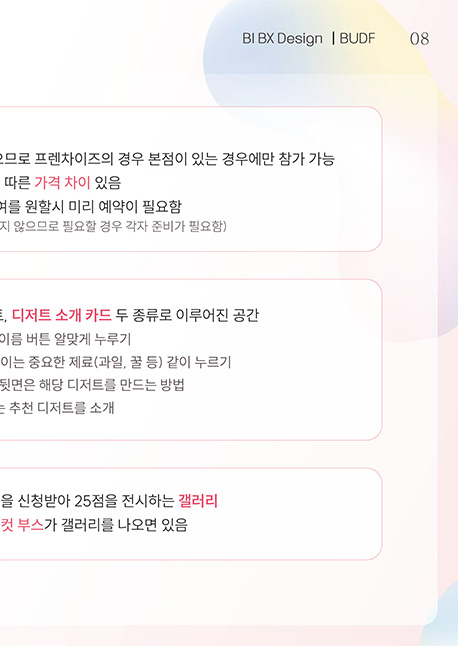 BI BX Design | BUDF 08
으므로 프렌차이즈의 경우 본점이 있는 경우에만 참가 가능
따른 가격 차이 있음
여를 원할시 미리 예약이 필요함
지 않으므로 필요할 경우 각자 준비가 필요함)
디저트 소개 카드 두 종류로 이루어진 공간
이름 버튼 알맞게 누루기
이는 중요한 제료(과일, 꿀 등) 같이 누르기
뒷면은 해당 디저트를 만드는 방법
는 추천 디저트를 소개
을 신청받아 25점을 전시하는 갤러리
컷 부스가 갤러리를 나오면 있음